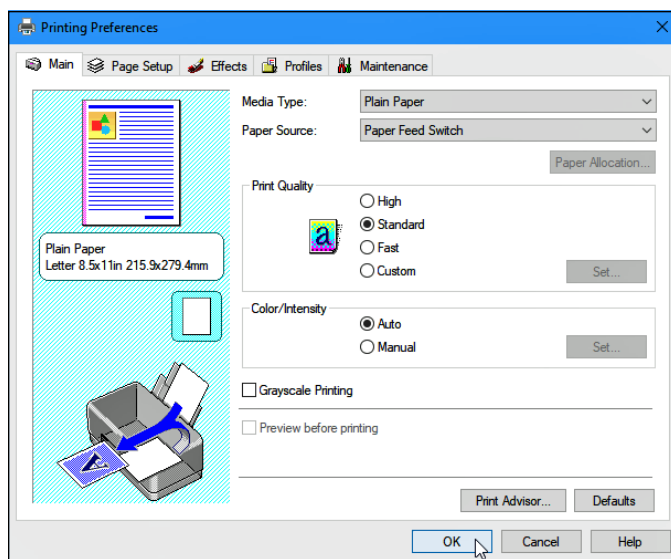 Printing Preferences
Main Page Setup Effects Profiles Maintenance
Media Type: Plain Paper
Paper Source: Paper Feed Switch
Paper Allocation...
Print Quality
High
a Standard
Fast
Custom Set...
Plain Paper
Letter 8.5x11in 215.9x279.4mm
Color/Intensity
Auto
Manual Set...
Grayscale Printing
Preview before printing
A
Print Advisor... Defaults
OK Cancel Help